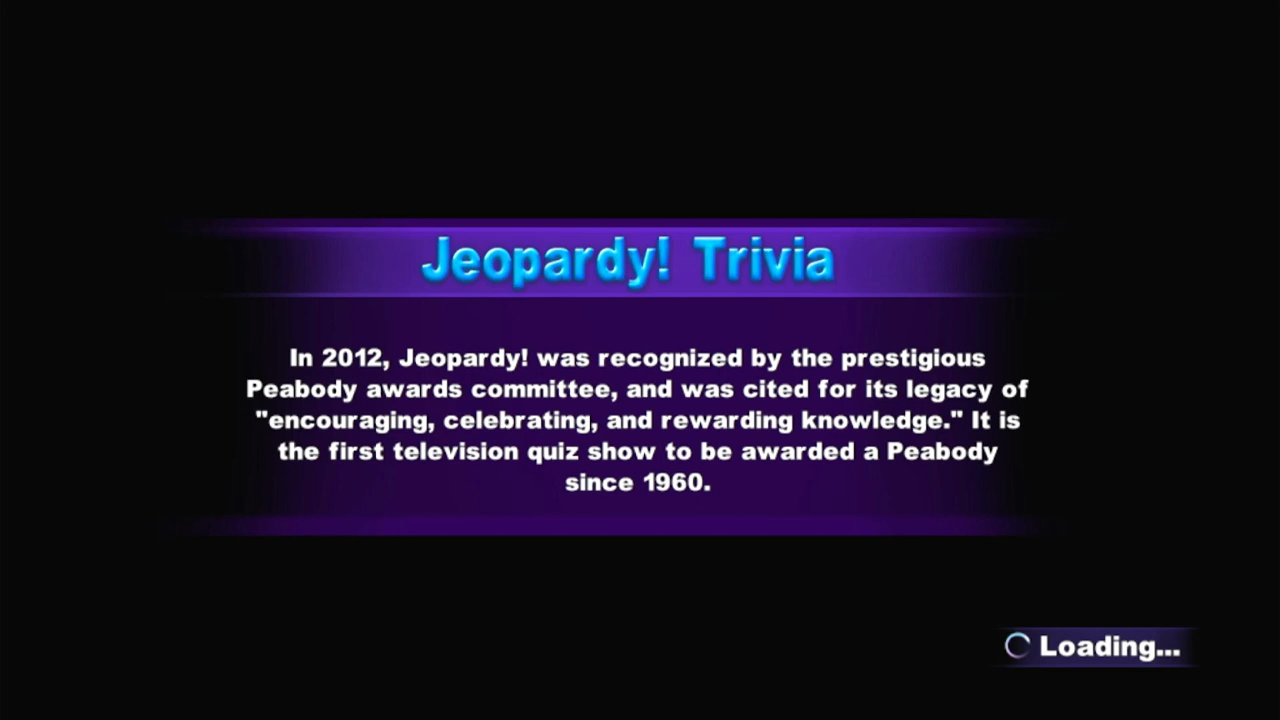 Jeopardy! Trivia
In 2012, Jeopardy! was recognized by the prestigious
Peabody awards committee, and was cited for its legacy of
"encouraging, celebrating, and rewarding knowledge." It is
the first television quiz show to be awarded a Peabody
since 1960.
Loading...